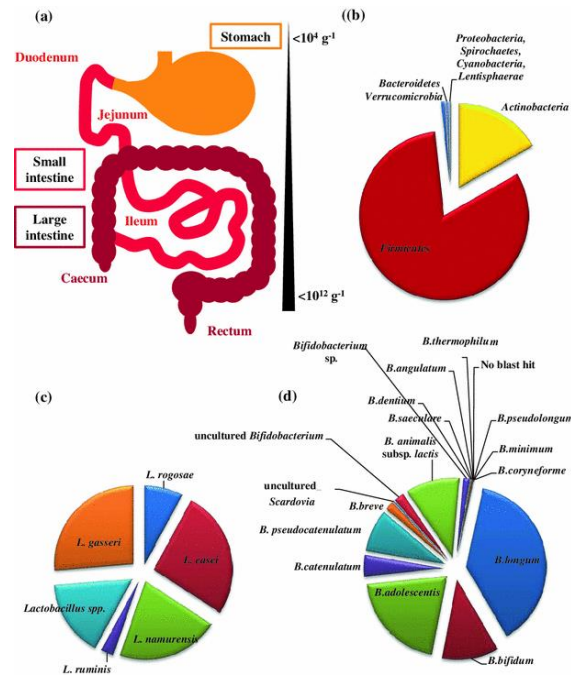 (a)
Stomach
<10⁴ g⁻¹
Duodenum
Jejunum
Small
intestine
Large
intestine
Ileum
Caecum
<10¹² g⁻¹
Rectum
(b)
Proteobacteria,
Spirochaetes,
Cyanobacteria,
Lentisphaerae
Bacteroidetes
Verrucomicrobia
Actinobacteria
Firmicutes
(c)
L. rogosae
L. casei
L. namurensis
L. ruminis
Lactobacillus spp.
L. gasseri
(d)
B.thermophilum
Bifidobacterium
sp.
No blast hit
B.angulatum
B.dentium
B.pseudolongum
B.saeculare
uncultured Bifidobacterium
B. animalis
subsp. lactis
B.minimum
B.coryneforme
uncultured_
Scardovia
B.breve
B. pseudocatenulatum
B.longum
B.catenulatum
B.adolescentis
B.bifidum